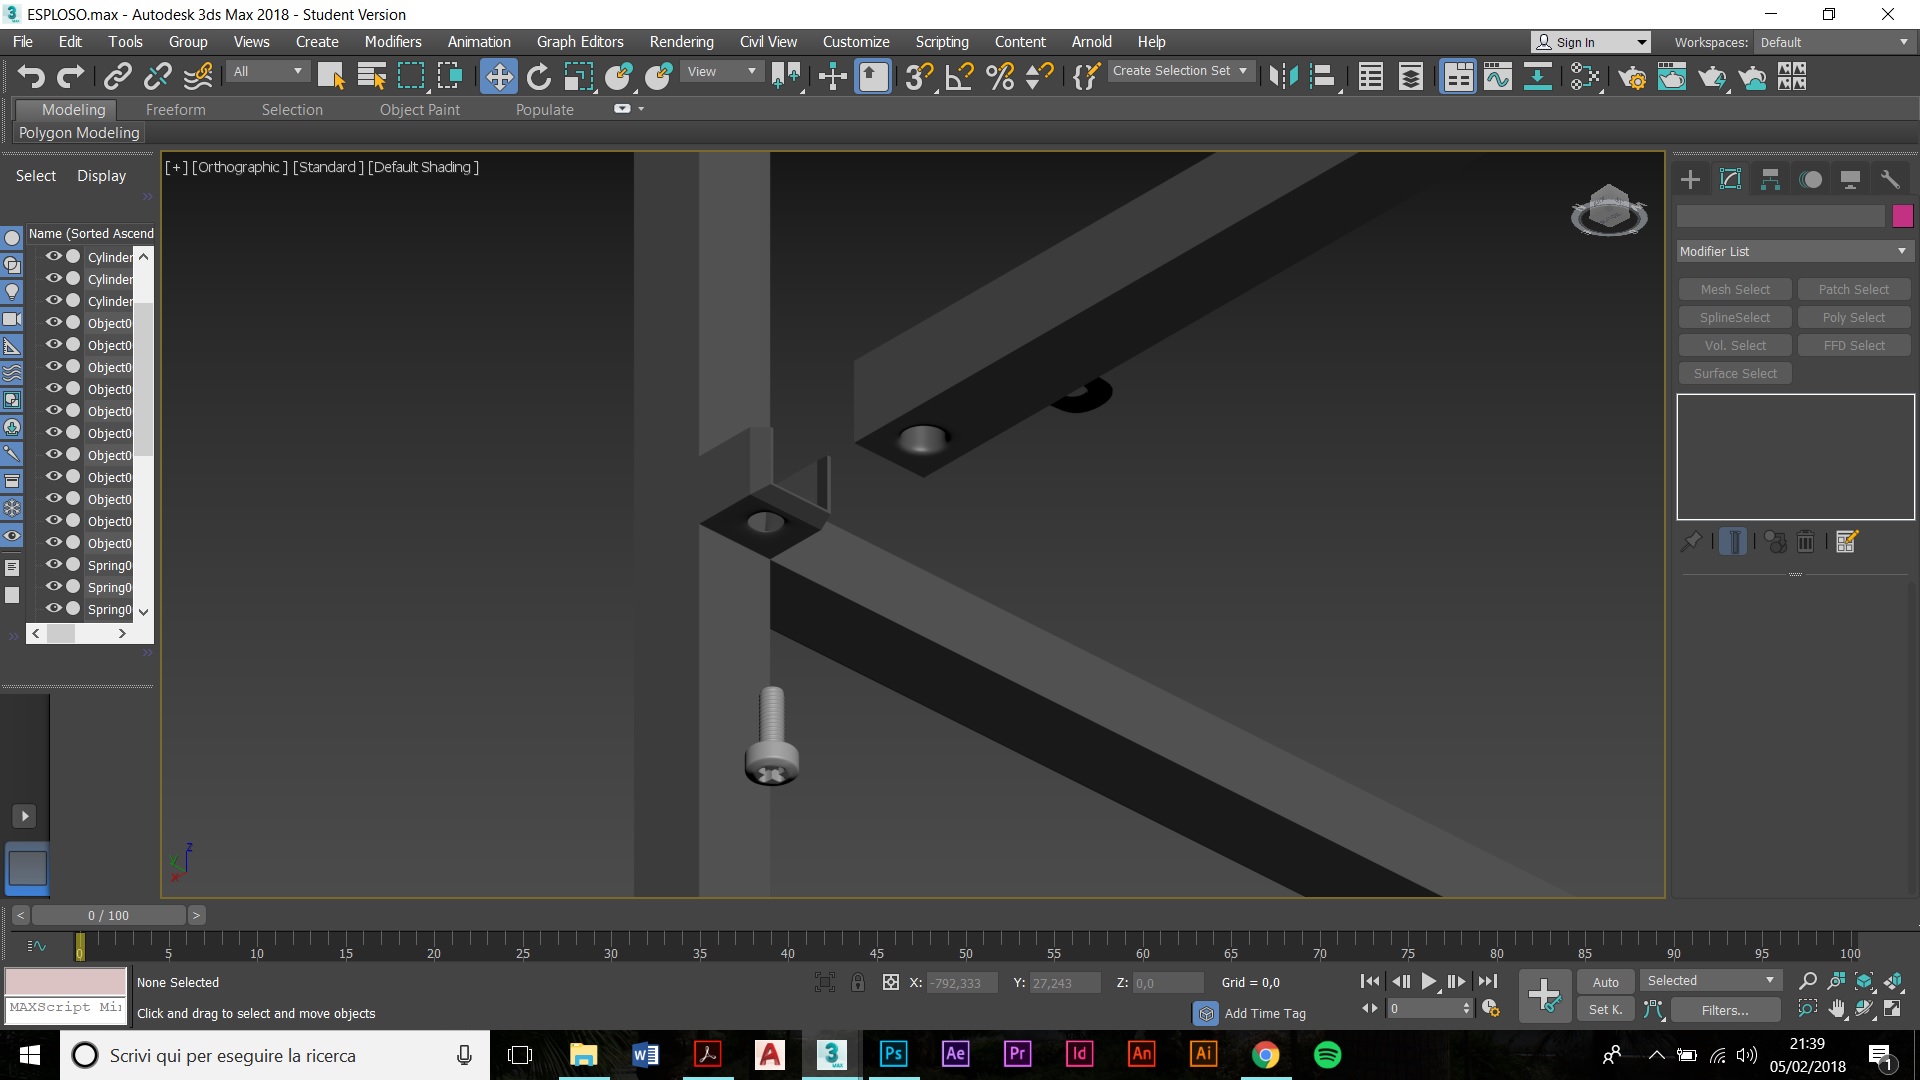 ESPLOSO.max - Autodesk 3ds Max 2018 - Student Version
File Edit Tools Group Views Create Modifiers Animation Graph Editors Rendering Civil View Customize Scripting Content Arnold Help
Sign In Workspaces: Default
All View Create Selection Set
Modeling Freeform Selection Object Paint Populate
Polygon Modeling
[+] [Orthographic] [Standard] [Default Shading]
Select Display
Name (Sorted Ascend
Cylinder
Cylinder
Cylinder
Object0
Object0
Object0
Object0
Object0
Object0
Object0
Object0
Object0
Object0
Object0
Spring0
Spring0
Spring0
Modifier List
Mesh Select Patch Select
SplineSelect Poly Select
Vol. Select FFD Select
Surface Select
z
y
x
< 0 / 100 >
0 5 10 15 20 25 30 35 40 45 50 55 60 65 70 75 80 85 90 95 100
None Selected X: -792,333 Y: 27,243 Z: 0,0 Grid = 0,0 Auto Selected
MAXScript Mi
Click and drag to select and move objects Add Time Tag 0 Set K. Filters...
Scrivi qui per eseguire la ricerca
Ps Ae Pr Id An Ai
21:39
05/02/2018
1